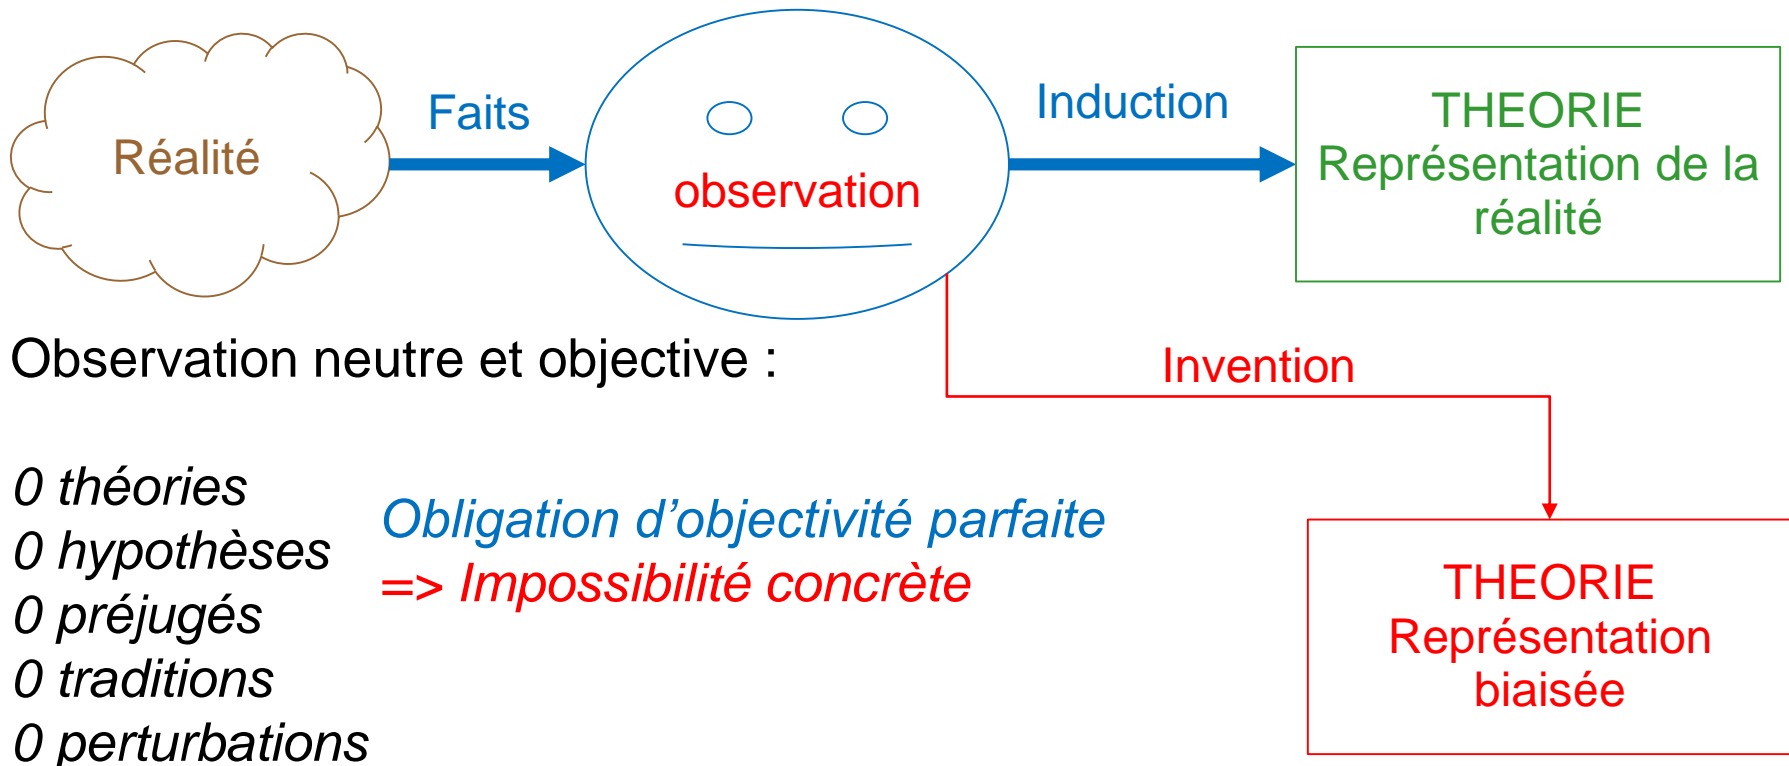 Réalité
Faits
observation
Induction
THEORIE
Représentation de la
réalité
Observation neutre et objective :
Invention
0 théories
0 hypothèses
0 préjugés
0 traditions
0 perturbations
Obligation d’objectivité parfaite
=> Impossibilité concrète
THEORIE
Représentation
biaisée